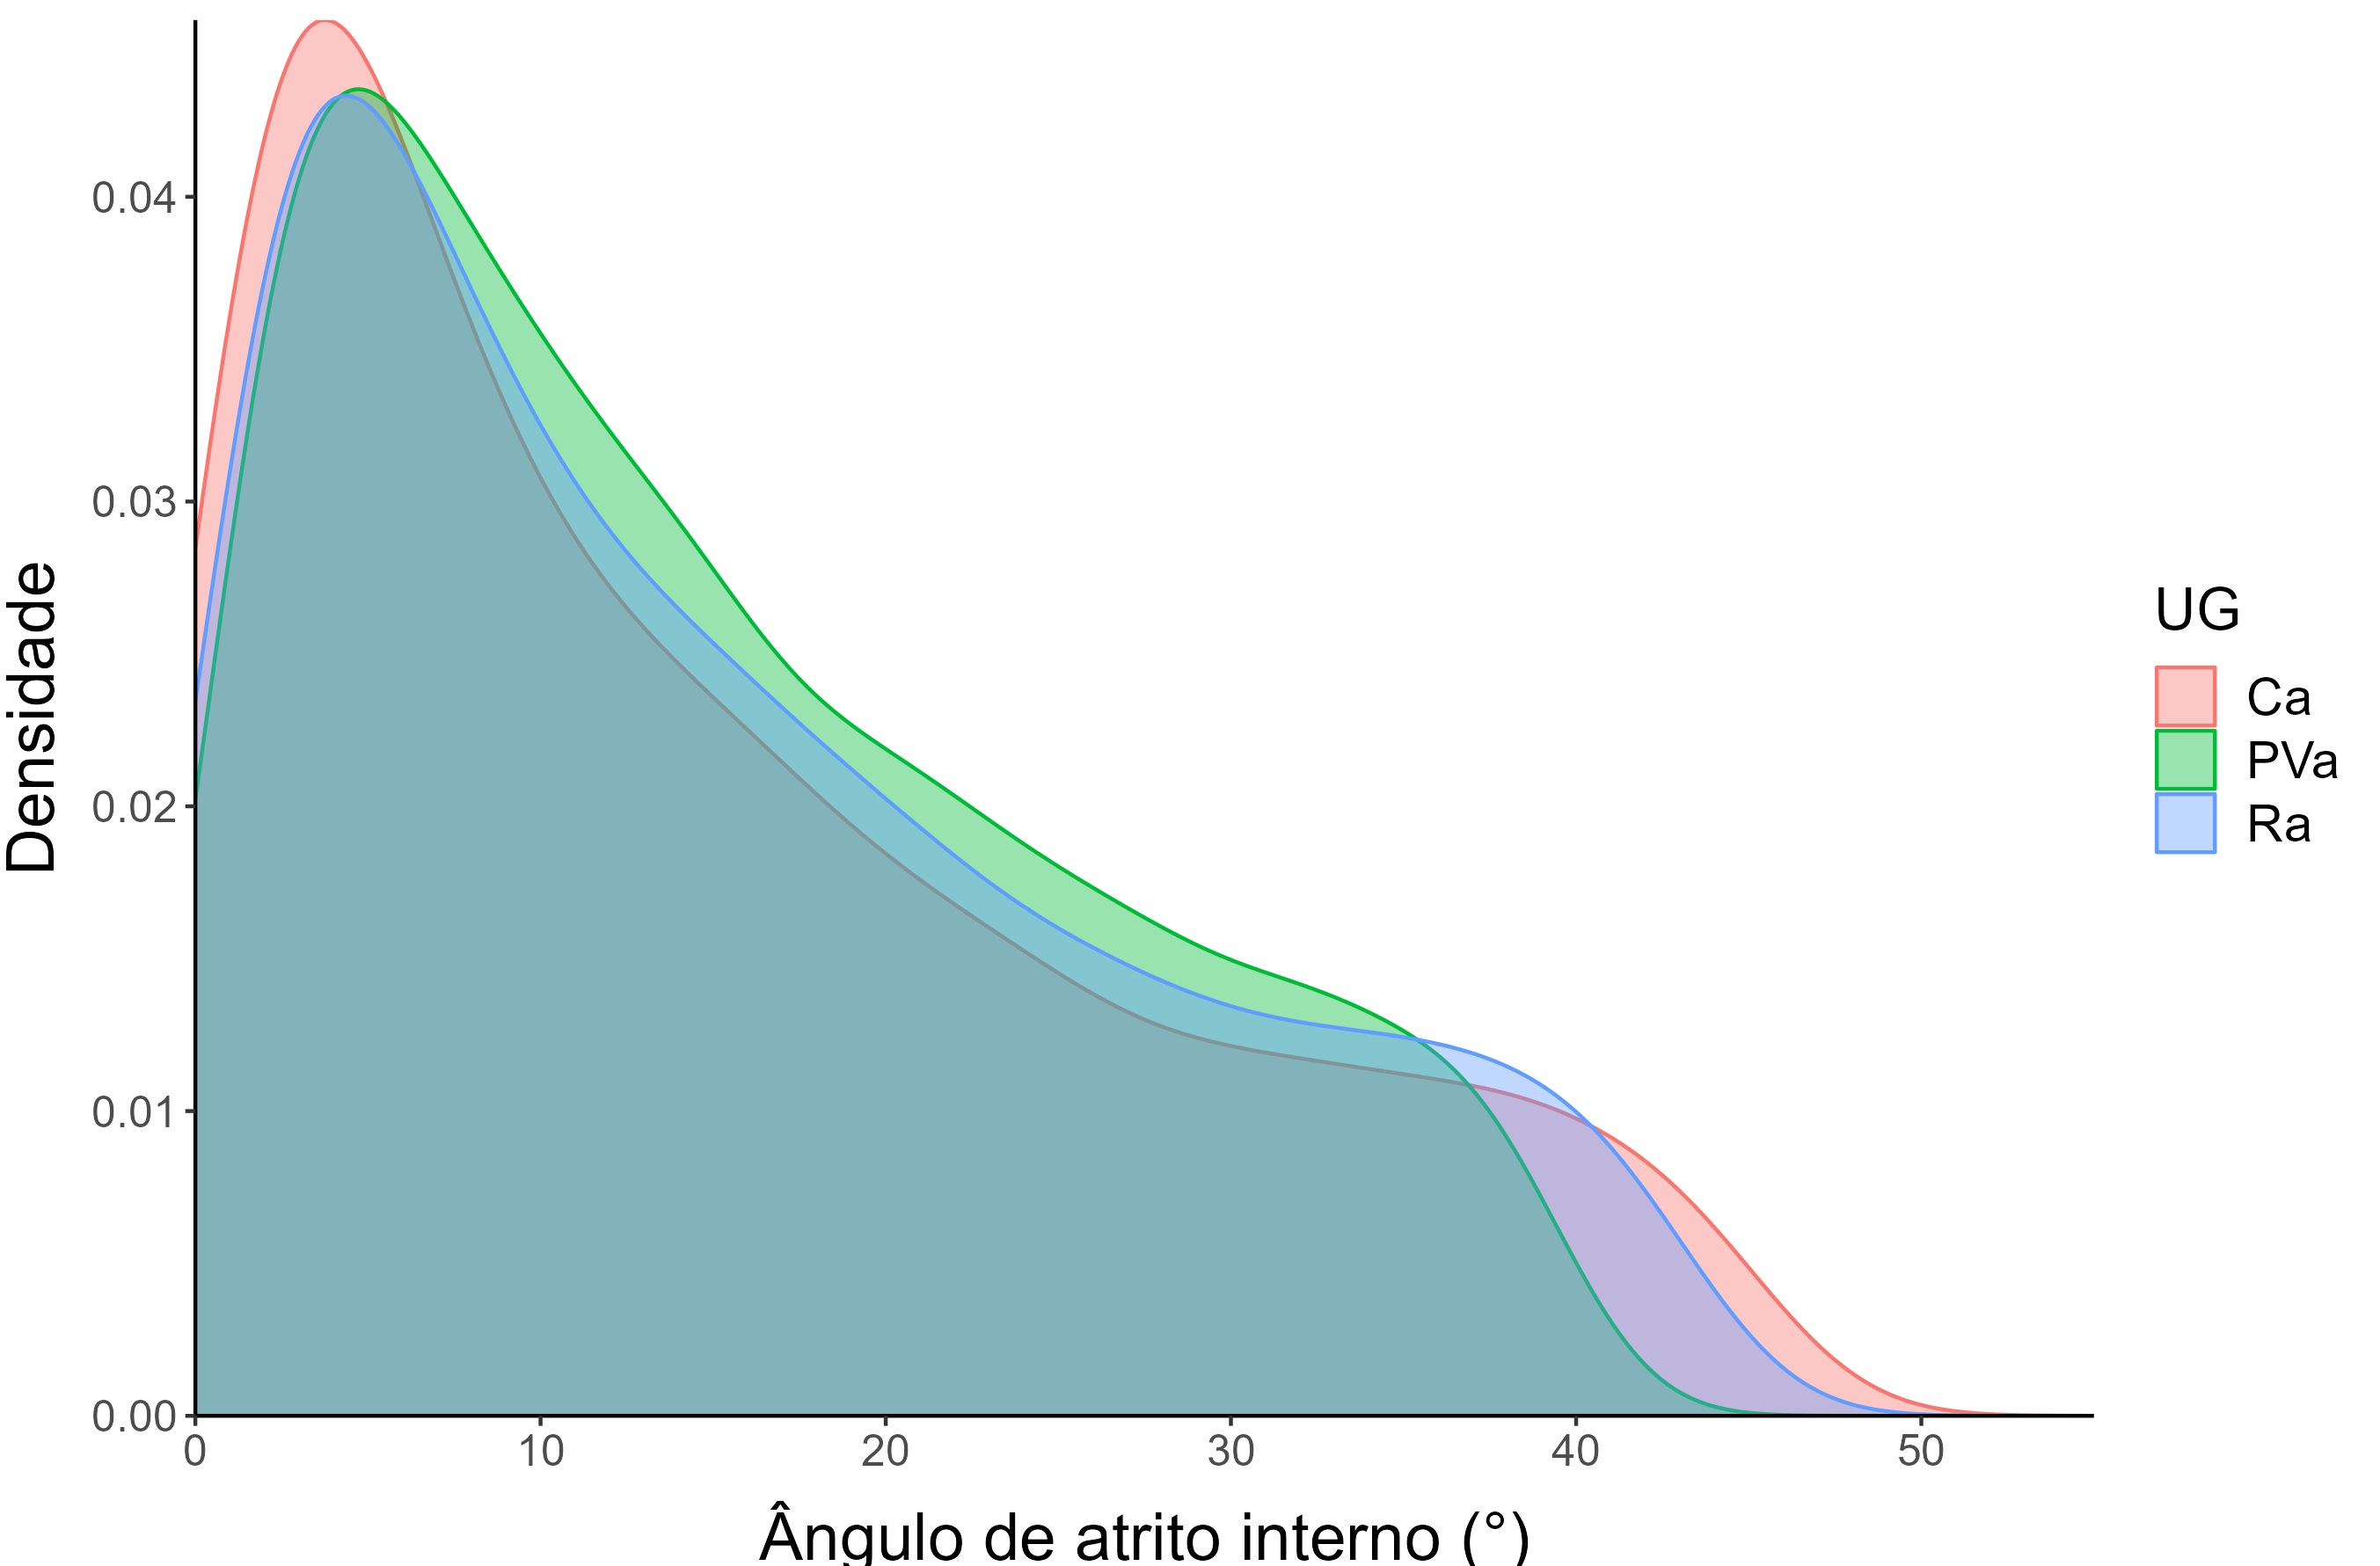 Densidade
0.04
0.03
0.02
0.01
0.00
0 10 20 30 40 50
Ângulo de atrito interno (°)
UG
Ca
PVa
Ra